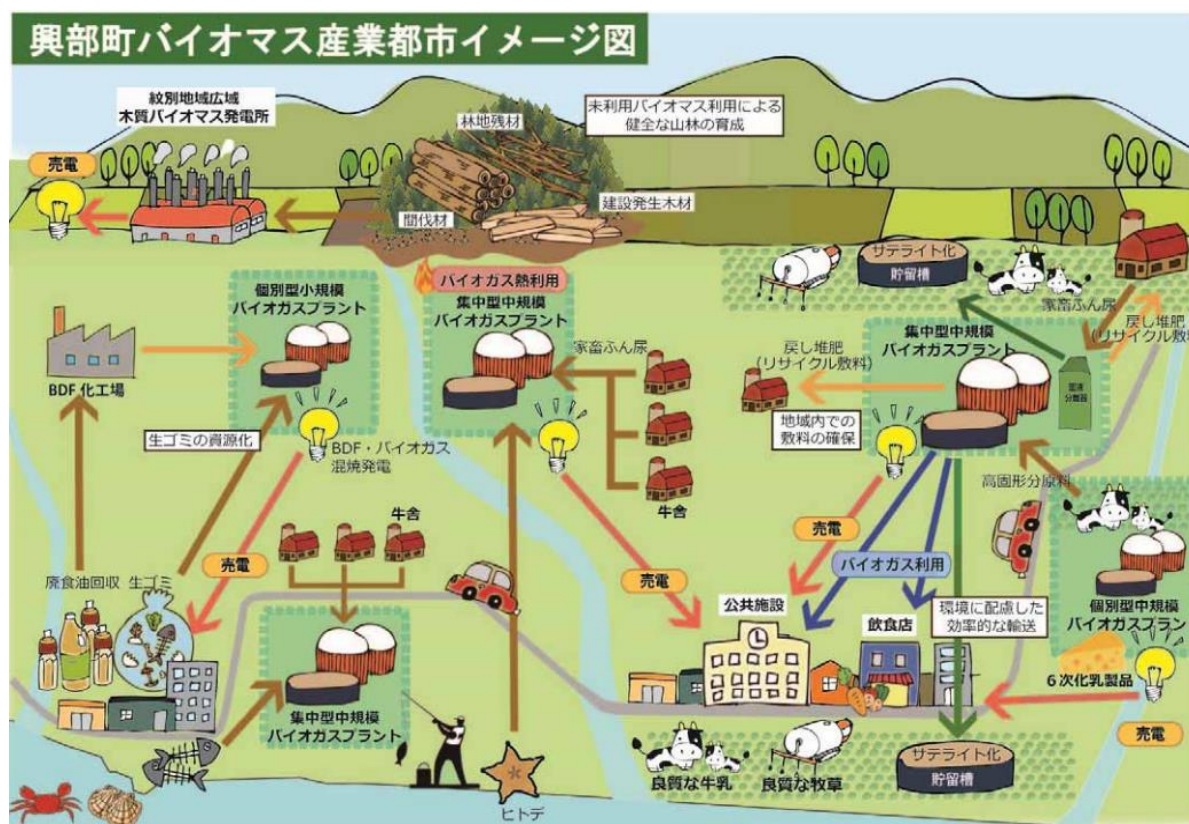 興部町バイオマス産業都市イメージ図
紋別地域広域
木質バイオマス発電所
林地残材
未利用バイオマス利用による
健全な山林の育成
売電
間伐材
建設発生木材
サテライト化
貯留槽
バイオガス熱利用
個別型小規模
バイオガスプラント
集中型中規模
バイオガスプラント
家畜ふん尿
集中型中規模
バイオガスプラント
戻し堆肥
(リサイクル敷料)
家畜ふん尿
戻し堆肥
(リサイクル敷料)
BDF化工場
固液
分離器
地域内での
敷料の確保
生ゴミの資源化
BDF・バイオガス
混焼発電
高固形分原料
牛舎
牛舎
売電
売電
売電
バイオガス利用
廃食油回収
生ゴミ
公共施設
飲食店
環境に配慮した
効率的な輸送
個別型中規模
バイオガスプラン
6次化乳製品
集中型中規模
バイオガスプラント
売電
サテライト化
貯留槽
良質な牛乳
良質な牧草
ヒトデ